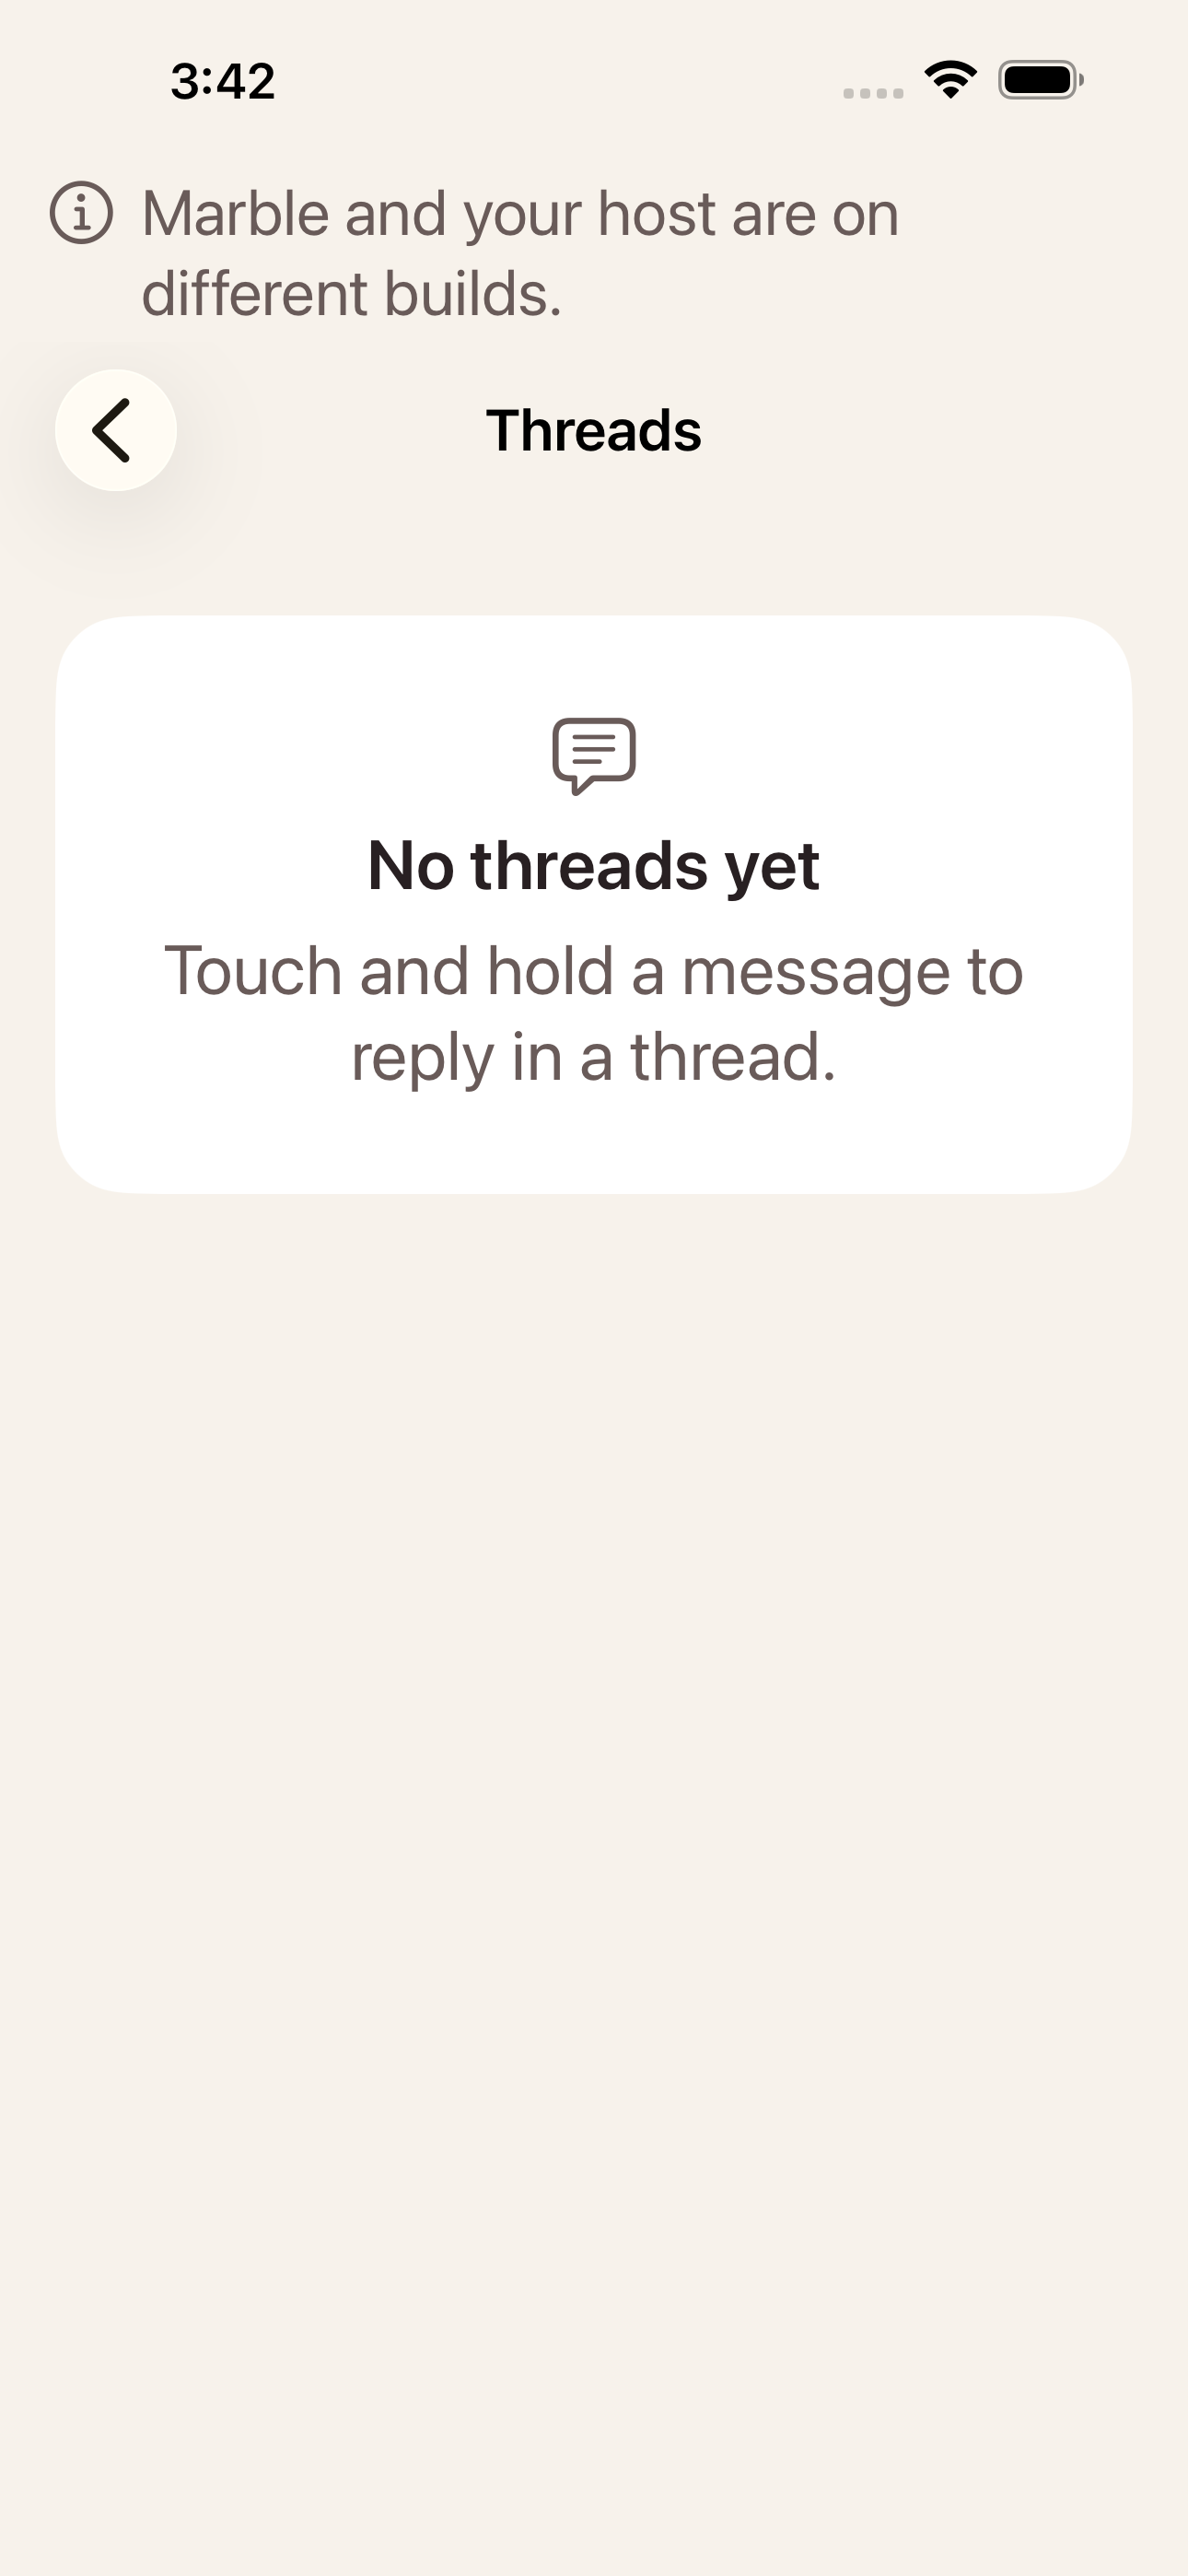 3:42
Marble and your host are on
different builds.
Threads
No threads yet
Touch and hold a message to
reply in a thread.